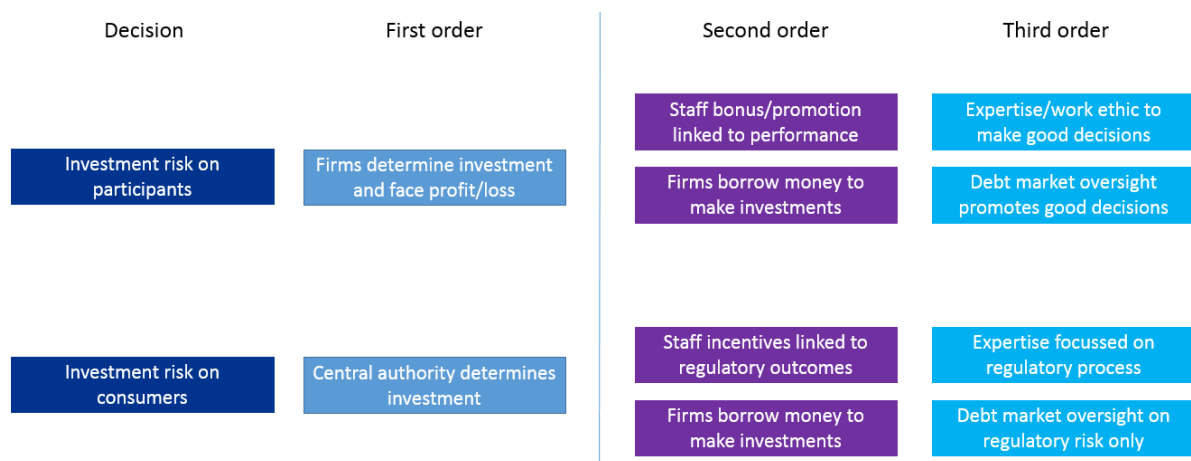 Decision
First order
Second order
Third order
Staff bonus/promotion
linked to performance
Expertise/work ethic to
make good decisions
Investment risk on
participants
Firms determine investment
and face profit/loss
Firms borrow money to
make investments
Debt market oversight
promotes good decisions
Staff incentives linked to
regulatory outcomes
Expertise focussed on
regulatory process
Investment risk on
consumers
Central authority determines
investment
Firms borrow money to
make investments
Debt market oversight on
regulatory risk only